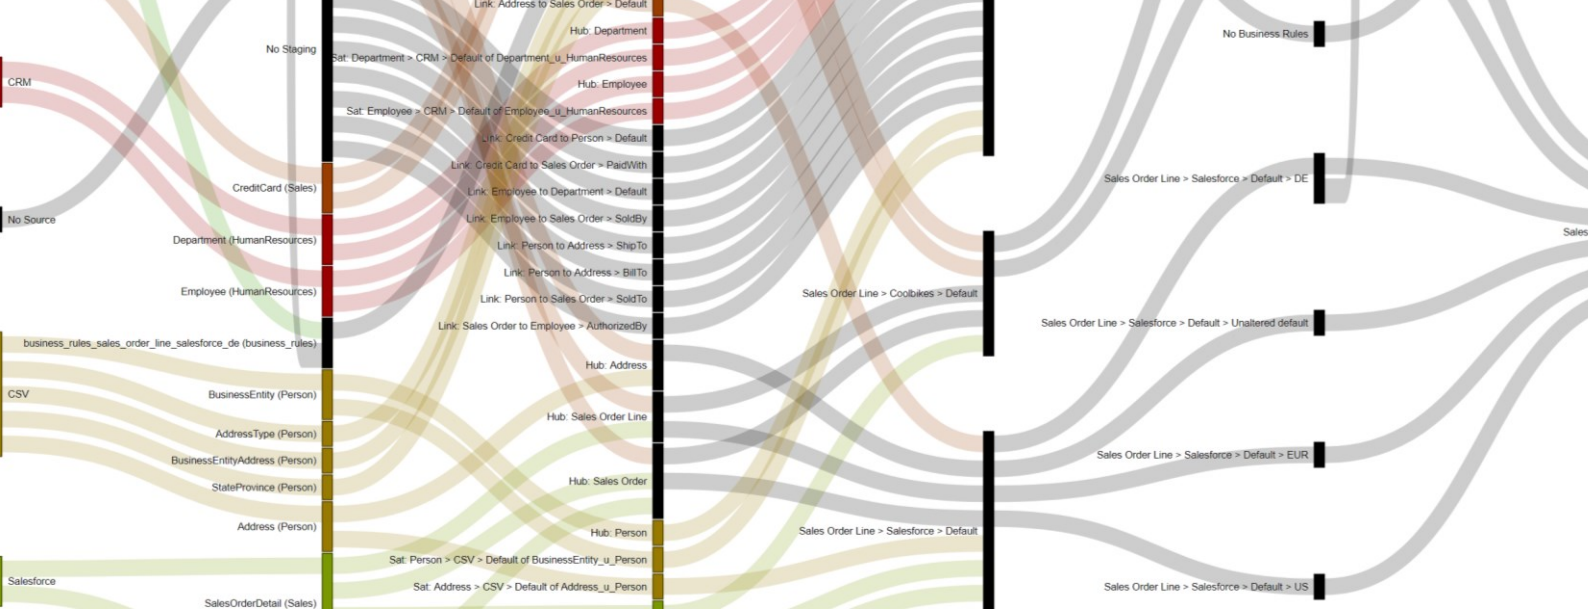 CRM
No Source
CSV
Salesforce
No Staging
CreditCard (Sales)
Department (HumanResources)
Employee (HumanResources)
business_rules_sales_order_line_salesforce_de (business_rules)
BusinessEntity (Person)
AddressType (Person)
BusinessEntityAddress (Person)
StateProvince (Person)
Address (Person)
SalesOrderDetail (Sales)
Link: Address to Sales Order > Default
Hub: Department
Sat: Department > CRM > Default of Department_u_HumanResources
Hub: Employee
Sat: Employee > CRM > Default of Employee_u_HumanResources
Link: Credit Card to Person > Default
Link: Credit Card to Sales Order > PaidWith
Link: Employee to Department > Default
Link: Employee to Sales Order > SoldBy
Link: Person to Address > ShipTo
Link: Person to Address > BillTo
Link: Person to Sales Order > SoldTo
Link: Sales Order to Employee > AuthorizedBy
Hub: Address
Hub: Sales Order Line
Hub: Sales Order
Hub: Person
Sat: Person > CSV > Default of BusinessEntity_u_Person
Sat: Address > CSV > Default of Address_u_Person
Sales Order Line > Coolbikes > Default
Sales Order Line > Salesforce > Default
No Business Rules
Sales Order Line > Salesforce > Default > DE
Sales Order Line > Salesforce > Default > Unaltered default
Sales Order Line > Salesforce > Default > EUR
Sales Order Line > Salesforce > Default > US
Sales